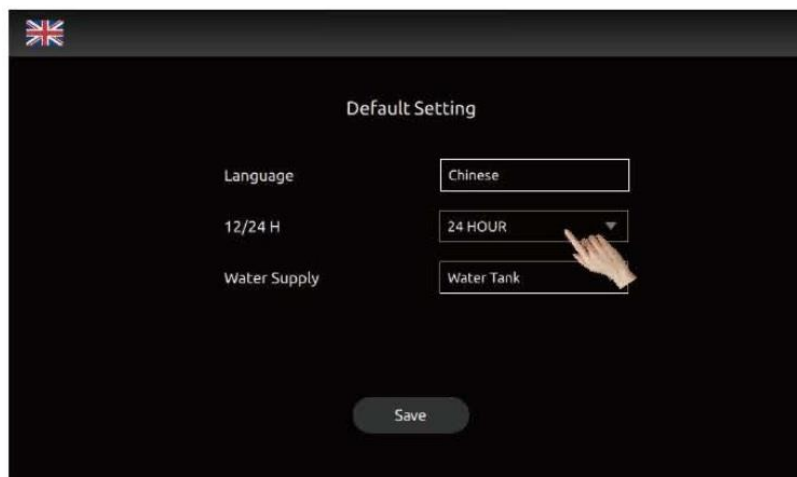 Default Setting
Language Chinese
12/24 H 24 HOUR
Water Supply Water Tank
Save